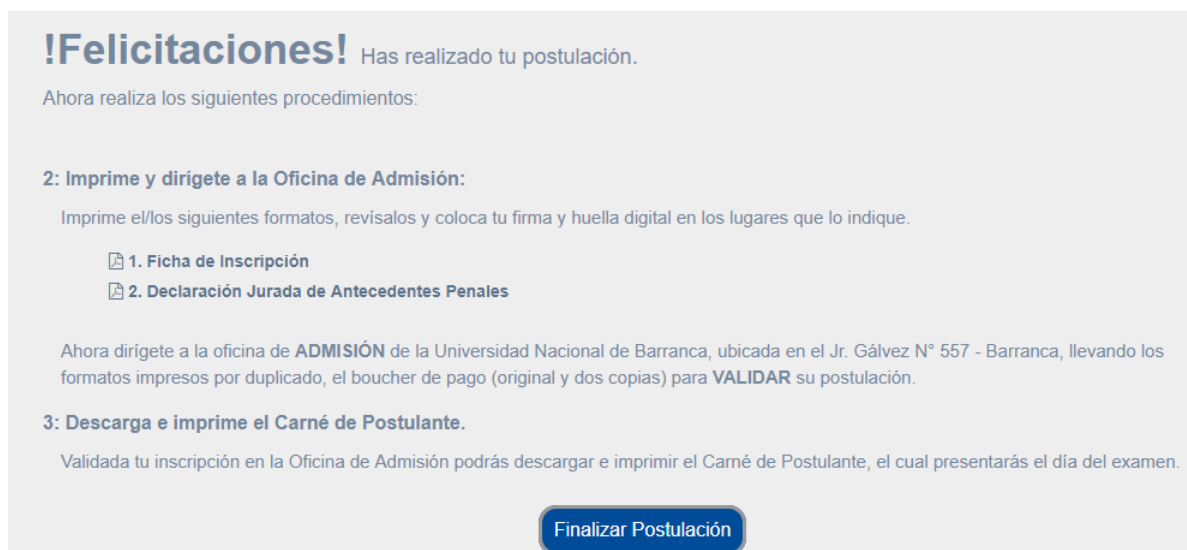 !Felicitaciones! Has realizado tu postulación.
Ahora realiza los siguientes procedimientos:
2: Imprime y dirígete a la Oficina de Admisión:
Imprime el/los siguientes formatos, revísalos y coloca tu firma y huella digital en los lugares que lo indique.
1. Ficha de Inscripción
2. Declaración Jurada de Antecedentes Penales
Ahora dirígete a la oficina de ADMISIÓN de la Universidad Nacional de Barranca, ubicada en el Jr. Gálvez N° 557 - Barranca, llevando los
formatos impresos por duplicado, el boucher de pago (original y dos copias) para VALIDAR su postulación.
3: Descarga e imprime el Carné de Postulante.
Validada tu inscripción en la Oficina de Admisión podrás descargar e imprimir el Carné de Postulante, el cual presentarás el día del examen.
Finalizar Postulación